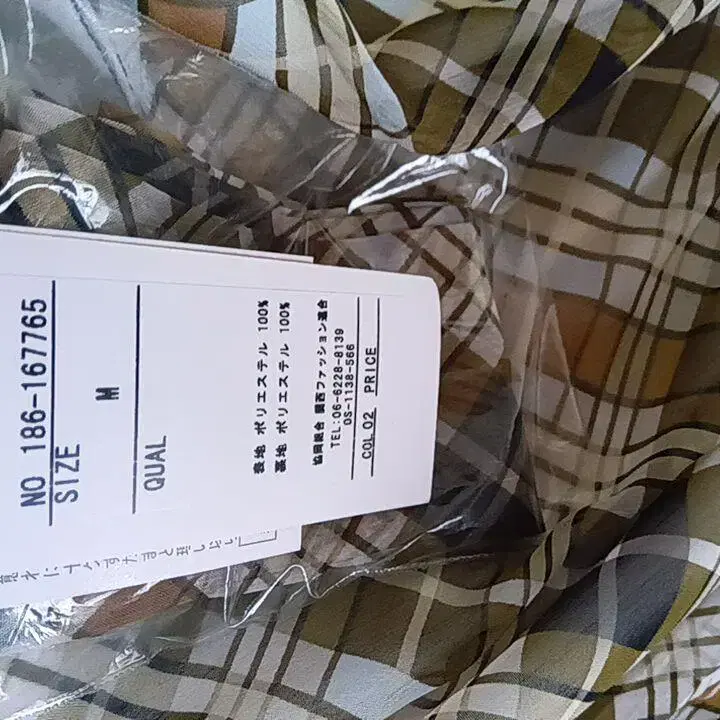 NO 186-167765
SIZE
M
QUAL
表地 ポリエステル 100%
裏地 ポリエステル 100%
協同組合 関西ファッション連合
TEL:06-6228-8139
OS-1138-566
COL 02 PRICE